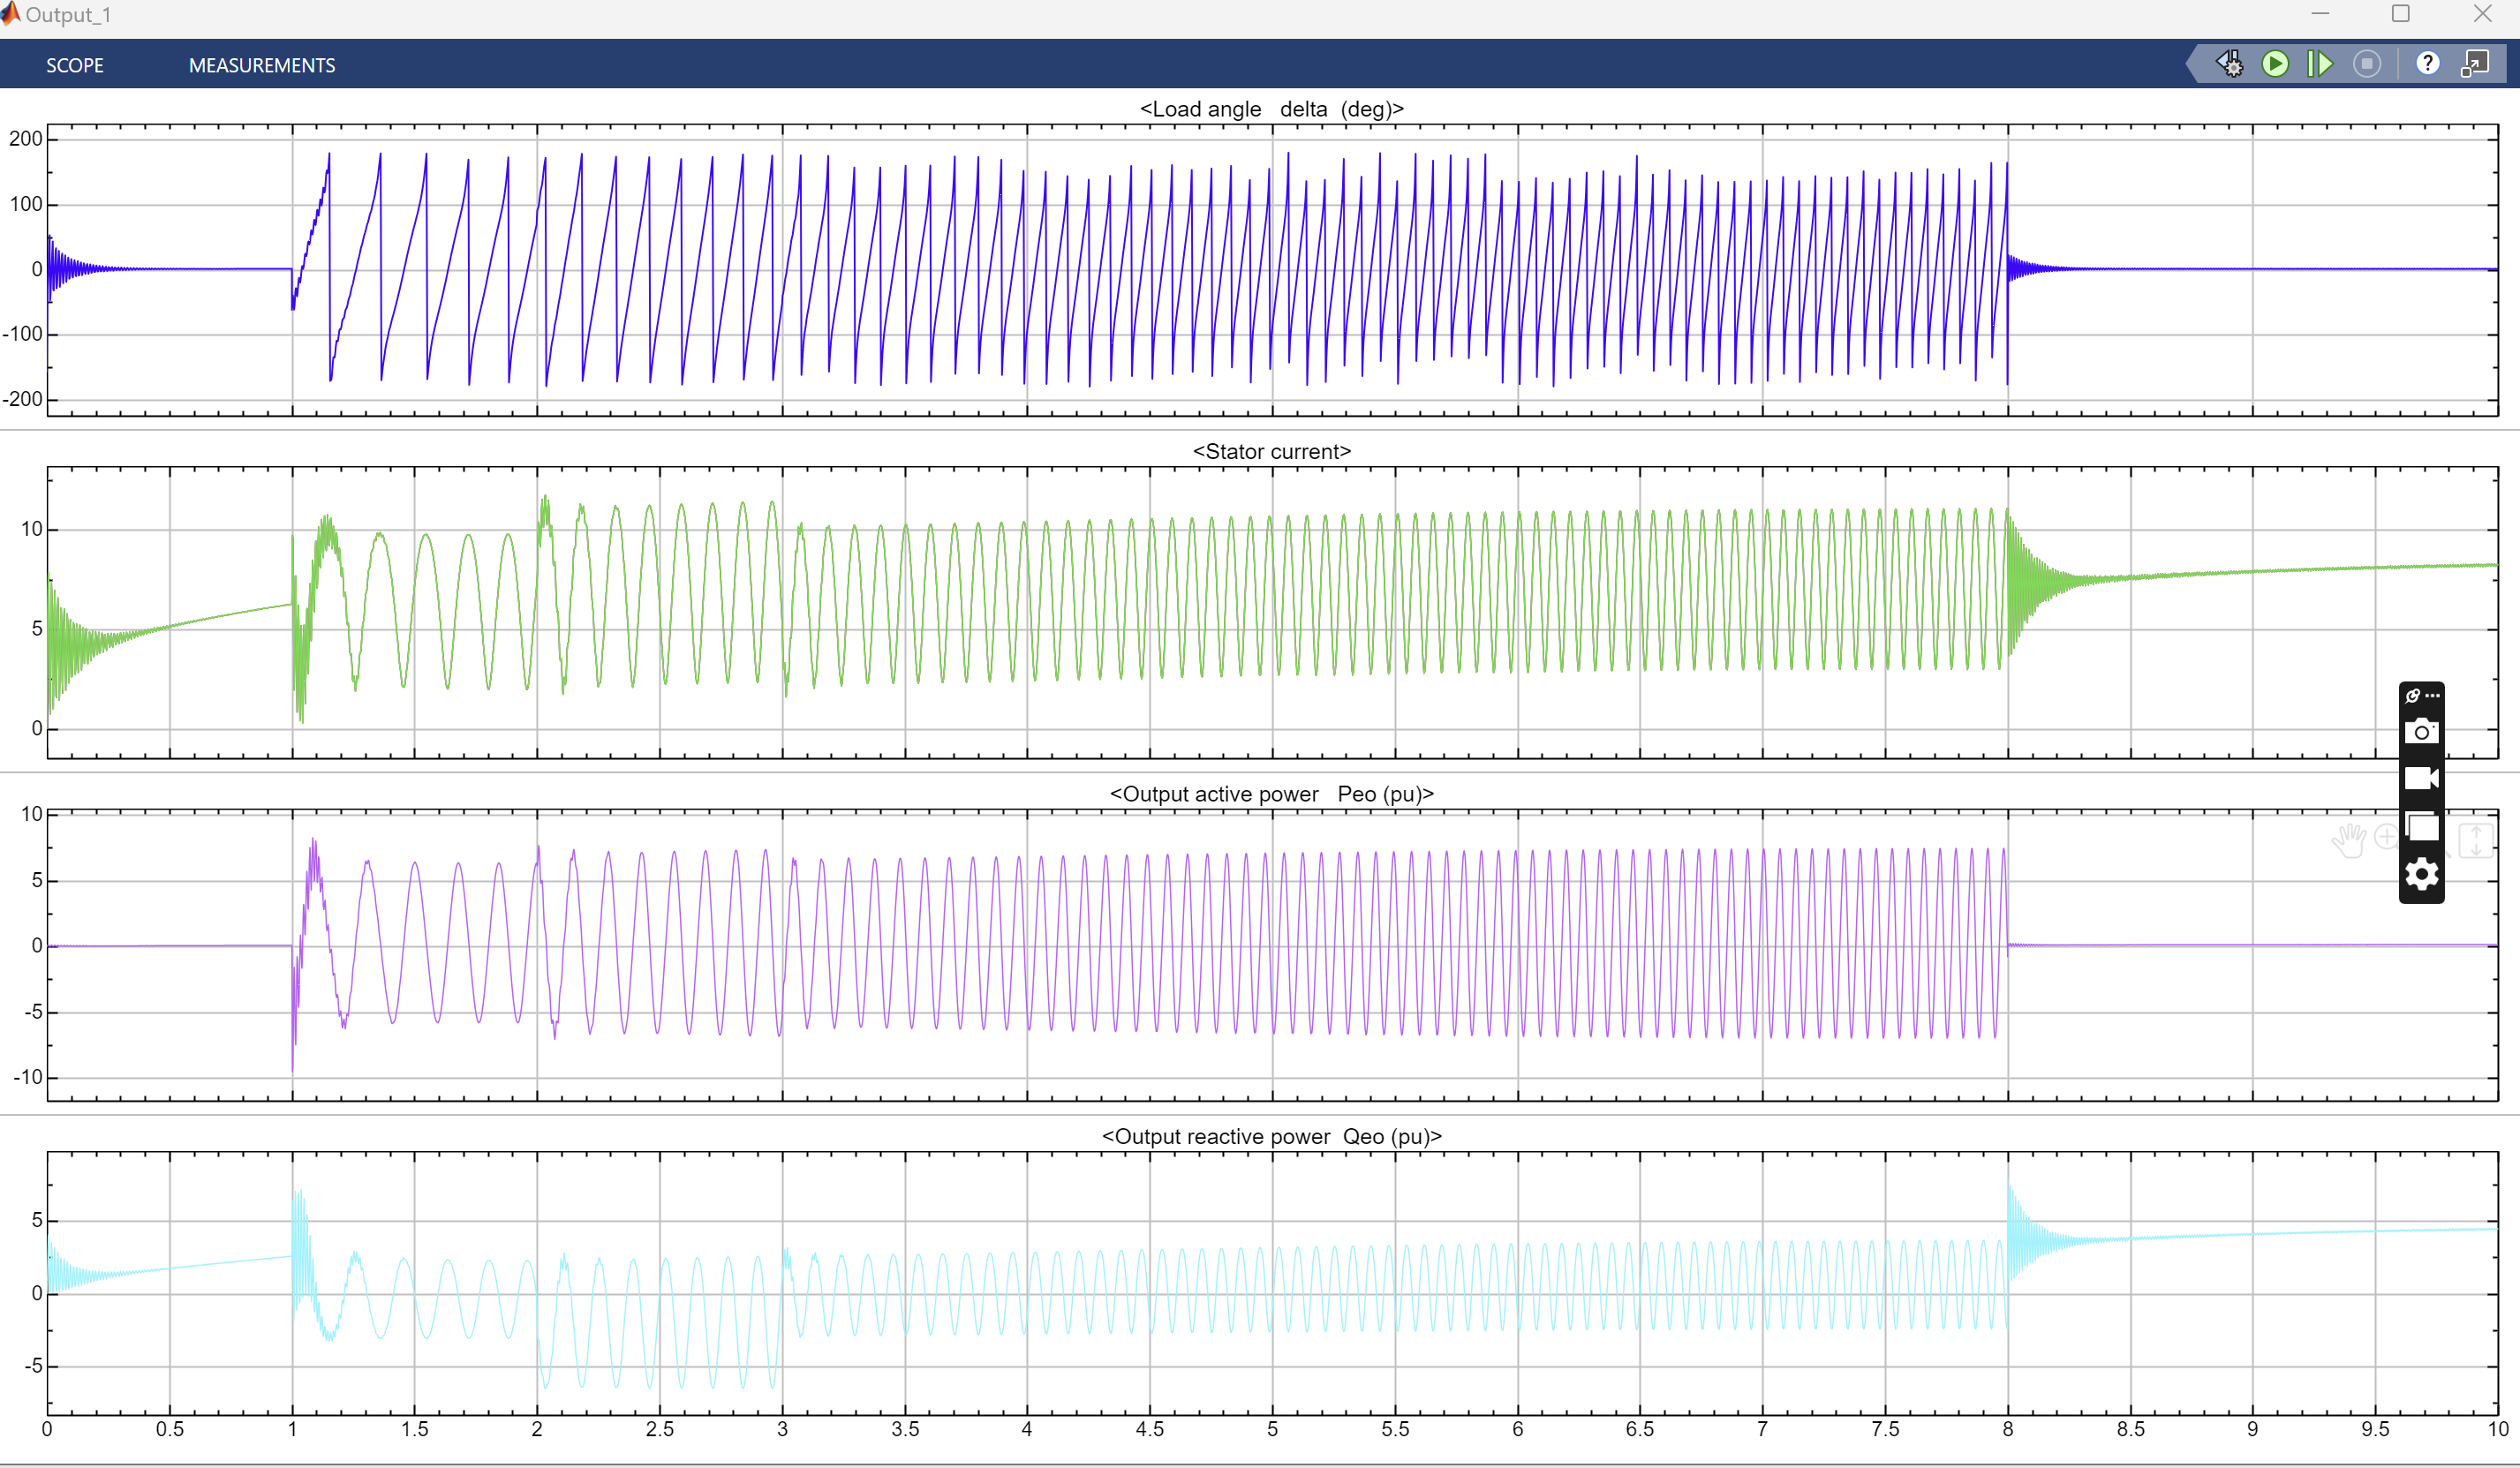 Output_1
SCOPE MEASUREMENTS ?
<Load angle   delta  (deg)>
200
100
0
-100
-200
<Stator current>
10
5
0
<Output active power   Peo (pu)>
10
5
0
-5
-10
<Output reactive power  Qeo (pu)>
5
0
-5
0 0.5 1 1.5 2 2.5 3 3.5 4 4.5 5 5.5 6 6.5 7 7.5 8 8.5 9 9.5 10